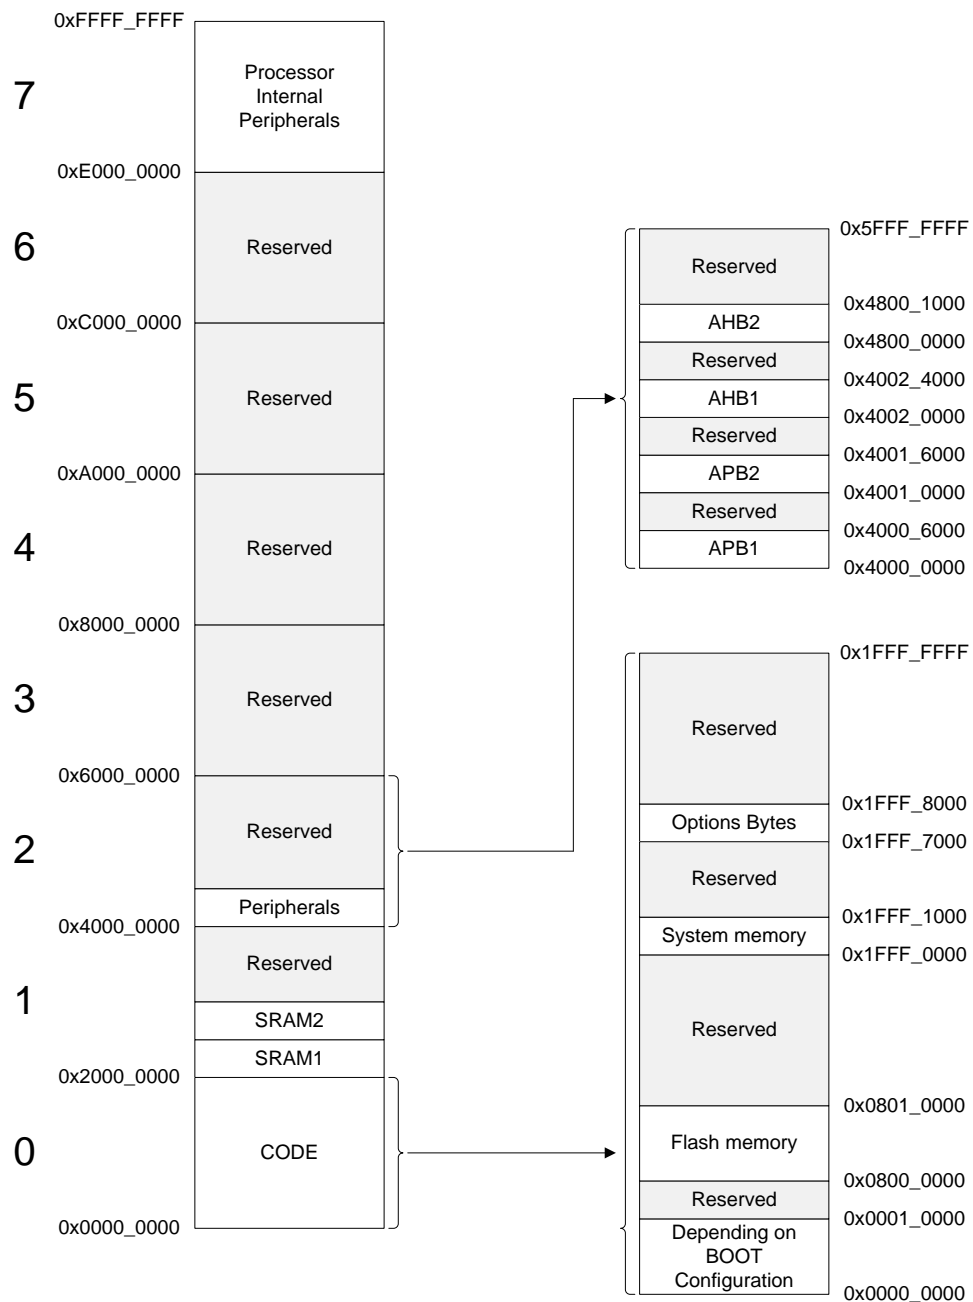 0xFFFF_FFFF
7
Processor
Internal
Peripherals
0xE000_0000
6
Reserved
0xC000_0000
5
Reserved
0xA000_0000
4
Reserved
0x8000_0000
3
Reserved
0x6000_0000
2
Reserved
Peripherals
0x4000_0000
Reserved
1
SRAM2
SRAM1
0x2000_0000
0
CODE
0x0000_0000
0x5FFF_FFFF
Reserved
0x4800_1000
AHB2
0x4800_0000
Reserved
0x4002_4000
AHB1
0x4002_0000
Reserved
0x4001_6000
APB2
0x4001_0000
Reserved
0x4000_6000
APB1
0x4000_0000
0x1FFF_FFFF
Reserved
0x1FFF_8000
Options Bytes
0x1FFF_7000
Reserved
0x1FFF_1000
System memory
0x1FFF_0000
Reserved
0x0801_0000
Flash memory
0x0800_0000
Reserved
0x0001_0000
Depending on
BOOT
Configuration
0x0000_0000